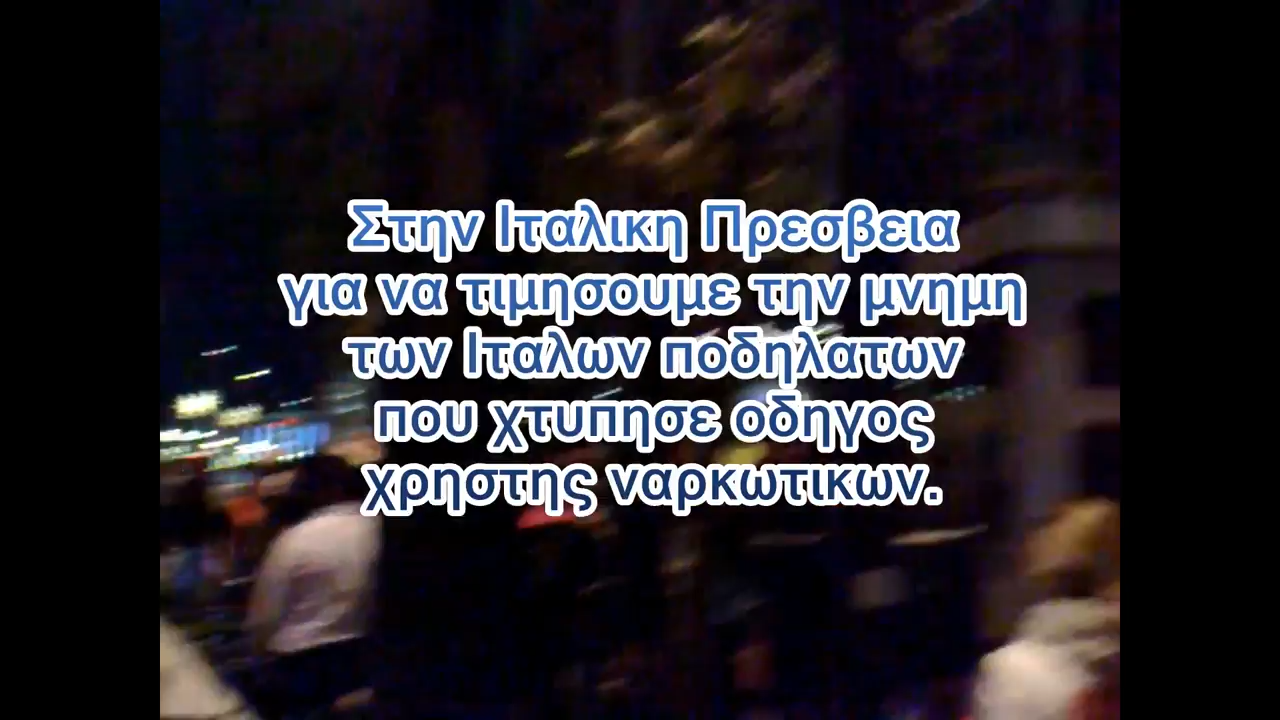 Στην Ιταλικη Πρεσβεια
για να τιμησουμε την μνημη
των Ιταλων ποδηλατων
που χτυπησε οδηγος
χρηστης ναρκωτικων.